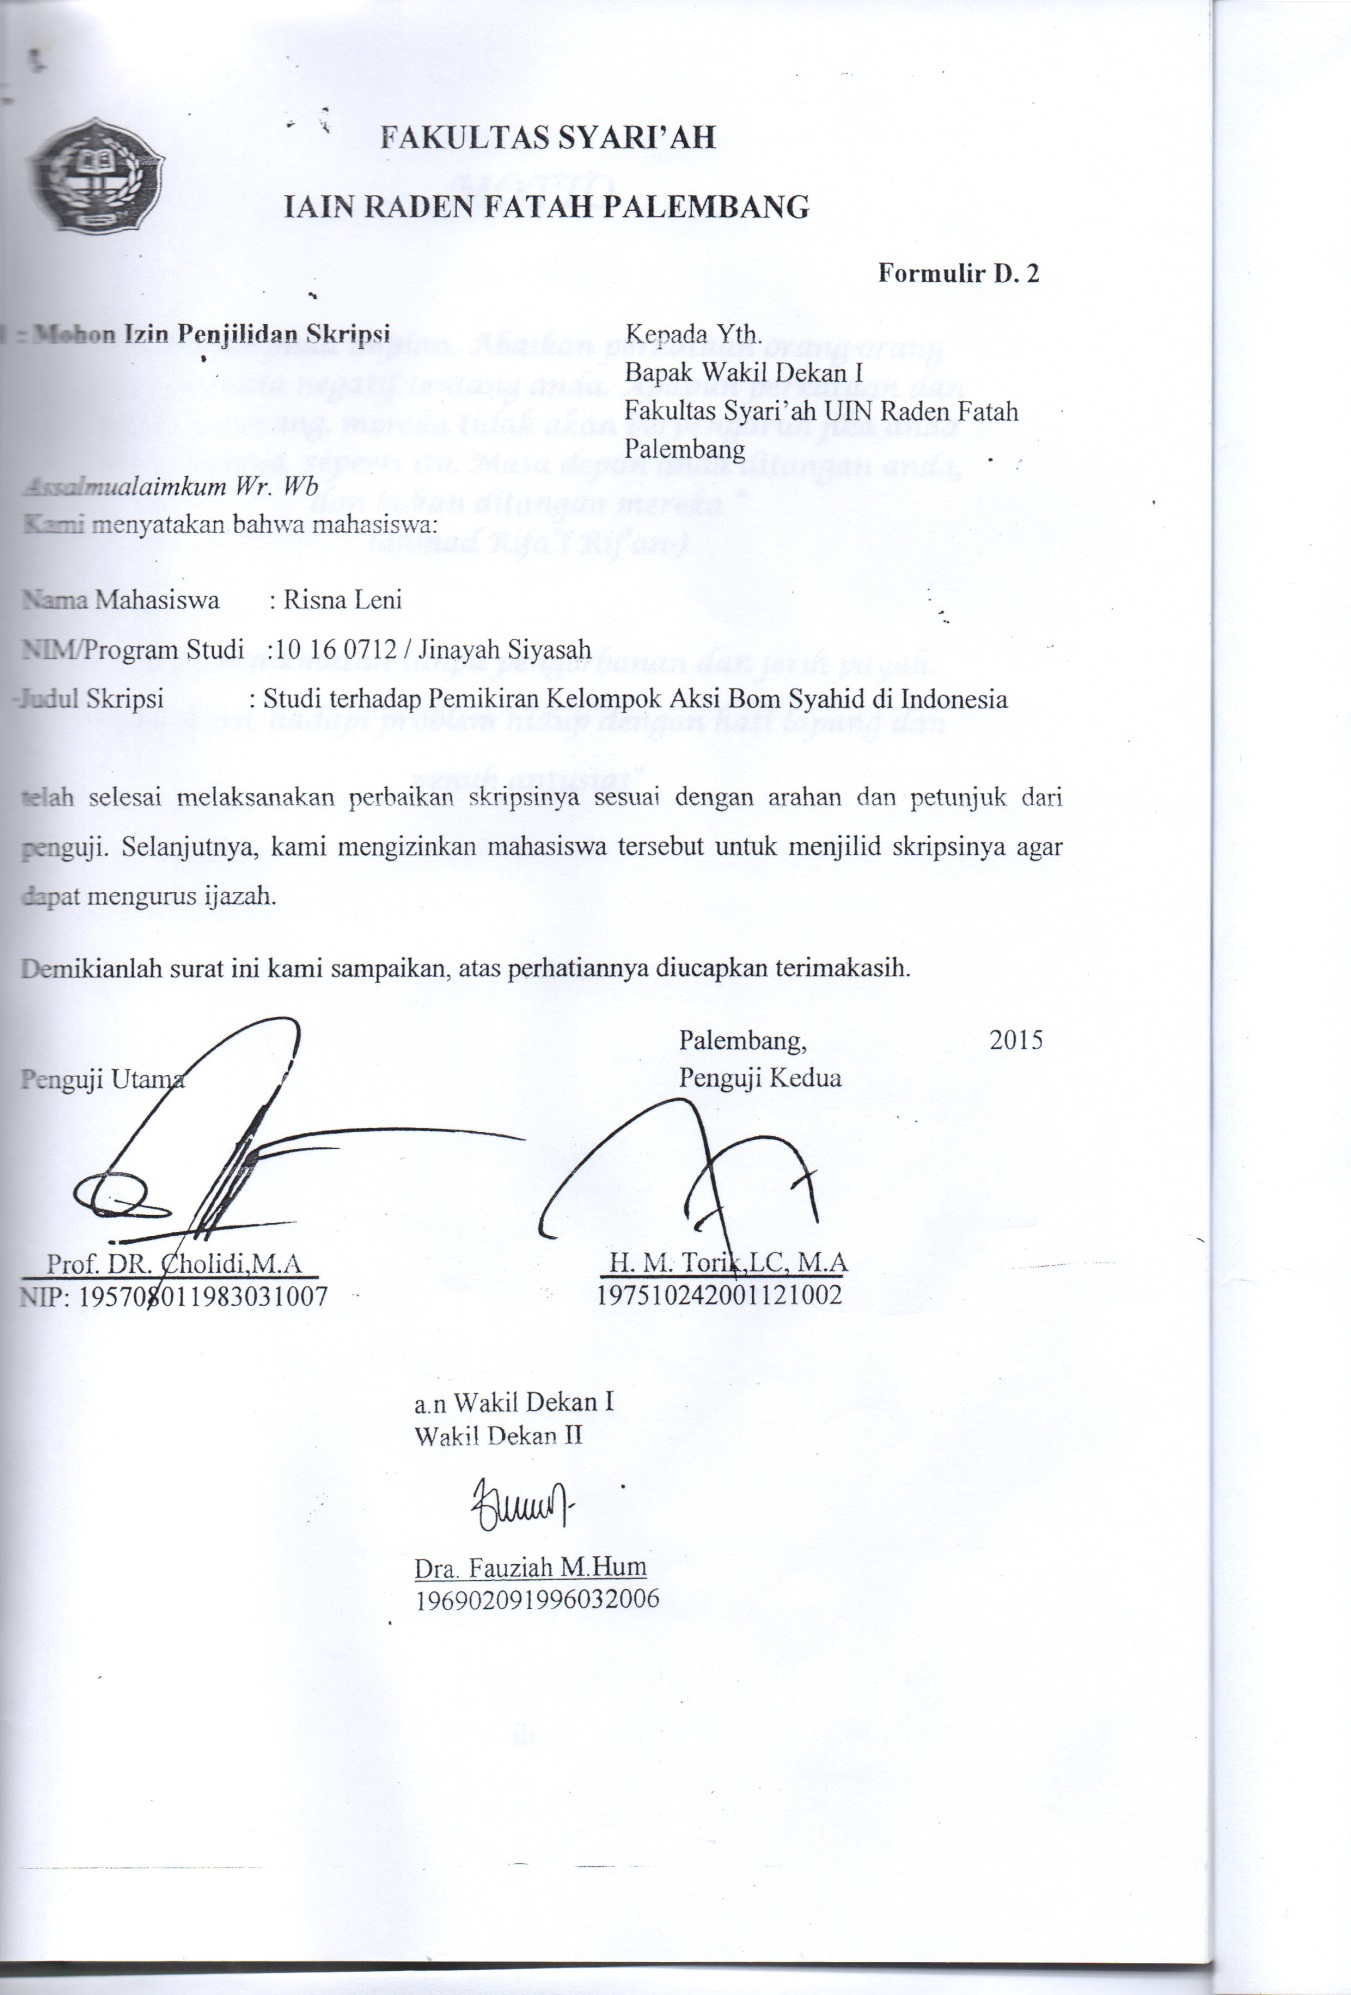 FAKULTAS SYARI'AH
IAIN RADEN FATAH PALEMBANG
Formulir D. 2
: Mohon Izin Penjilidan Skripsi
Kepada Yth.
Bapak Wakil Dekan I
Fakultas Syari'ah UIN Raden Fatah
Palembang
Assalmualaimkum Wr. Wb
Kami menyatakan bahwa mahasiswa:
Nama Mahasiswa : Risna Leni
NIM/Program Studi :10 16 0712 / Jinayah Siyasah
Judul Skripsi : Studi terhadap Pemikiran Kelompok Aksi Bom Syahid di Indonesia
telah selesai melaksanakan perbaikan skripsinya sesuai dengan arahan dan petunjuk dari
penguji. Selanjutnya, kami mengizinkan mahasiswa tersebut untuk menjilid skripsinya agar
dapat mengurus ijazah.
Demikianlah surat ini kami sampaikan, atas perhatiannya diucapkan terimakasih.
Palembang, 2015
Penguji Utama
Penguji Kedua
Prof. DR. Cholidi,M.A
NIP: 195708011983031007
H. M. Torik,LC, M.A
197510242001121002
a.n Wakil Dekan I
Wakil Dekan II
Dra. Fauziah M.Hum
196902091996032006